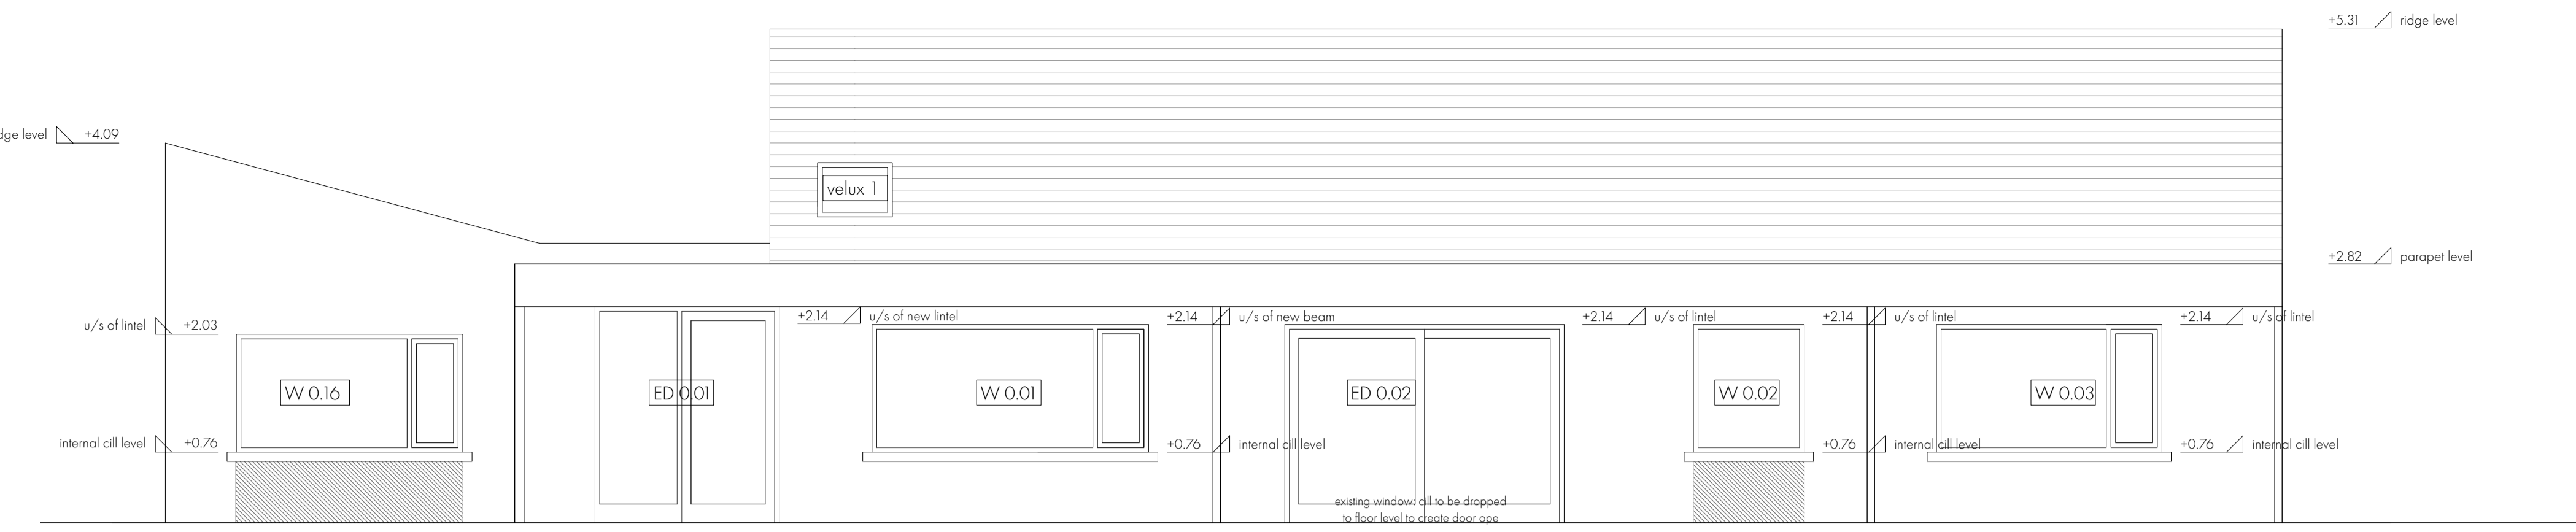 +5.31 ridge level
dge level +4.09
velux 1
+2.82 parapet level
u/s of lintel +2.03
+2.14 u/s of new lintel
+2.14 u/s of new beam
+2.14 u/s of lintel
+2.14 u/s of lintel
+2.14 u/s of lintel
W 0.16
ED 0.01
W 0.01
ED 0.02
W 0.02
W 0.03
internal cill level +0.76
+0.76 internal cill level
+0.76 internal cill level
+0.76 internal cill level
existing window: cill to be dropped
to floor level to create door ope